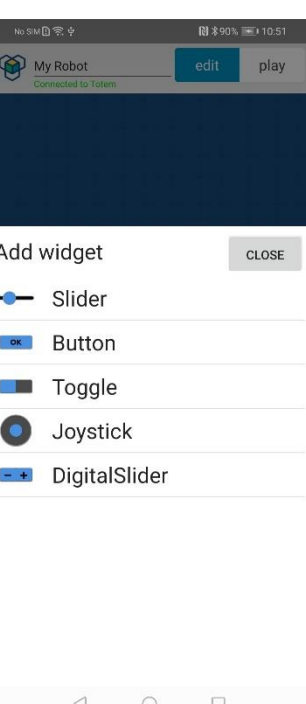 No SIM 90% 10:51
My Robot edit play
Connected to Totem
Add widget CLOSE
Slider
OK Button
Toggle
Joystick
- + DigitalSlider